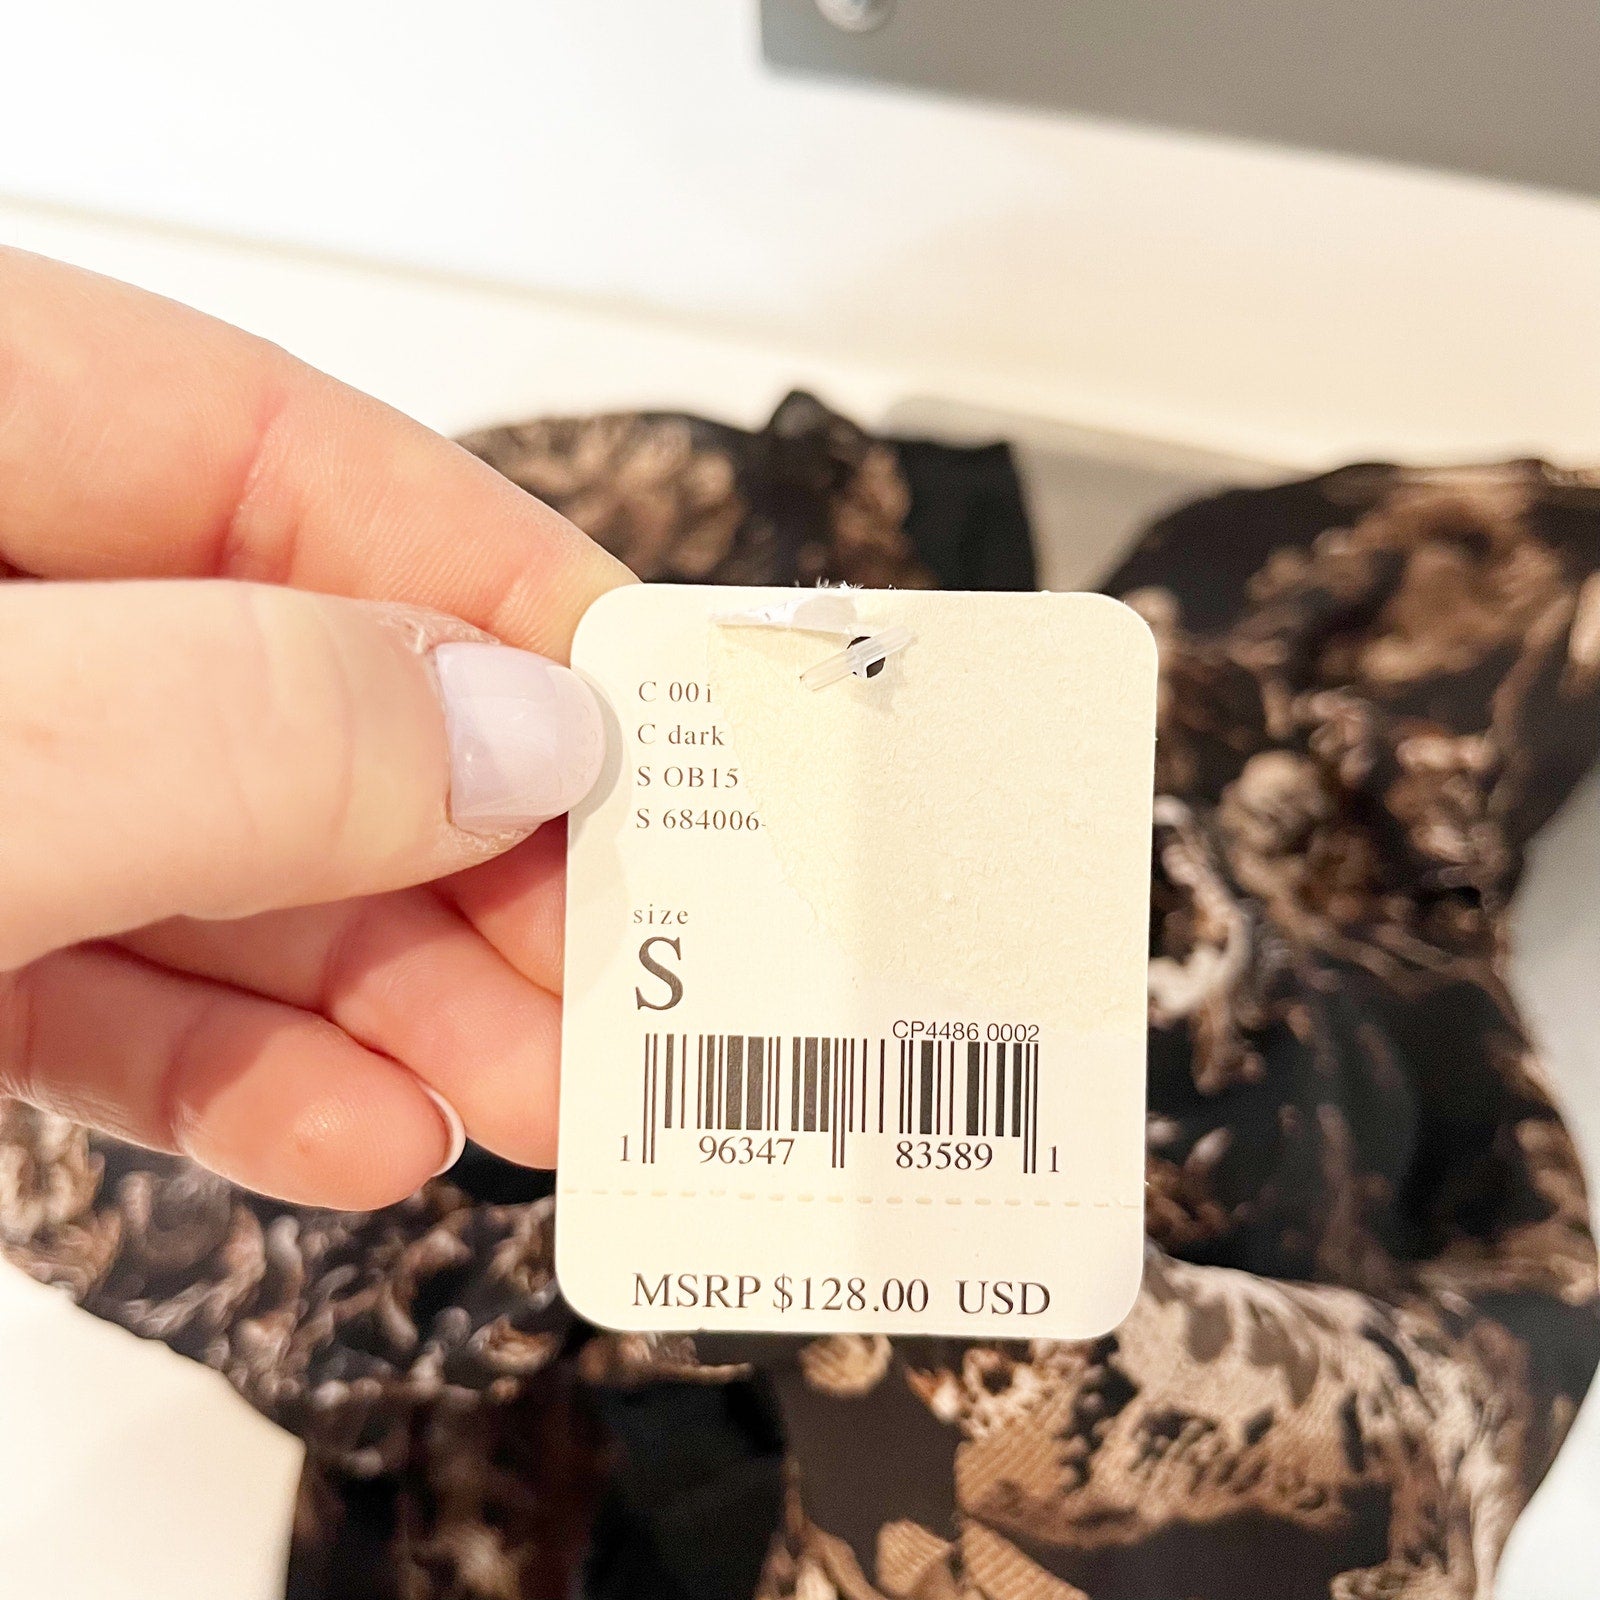 C 001
C dark
S OB15
S 684006-
size
S
CP4486 0002
1 96347 83589 1
MSRP $128.00 USD